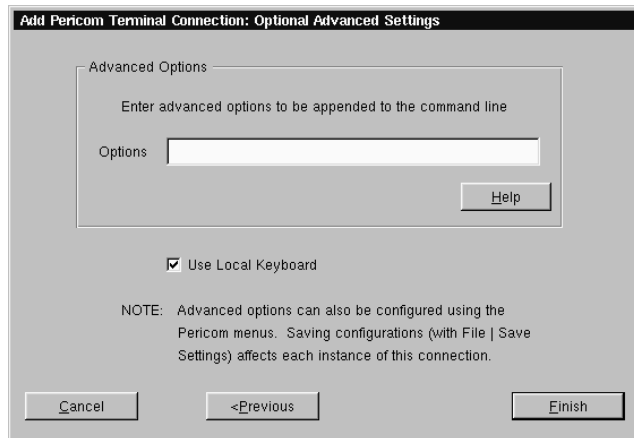 Add Pericom Terminal Connection: Optional Advanced Settings
Advanced Options
Enter advanced options to be appended to the command line
Options
Help
Use Local Keyboard
NOTE: Advanced options can also be configured using the
Pericom menus. Saving configurations (with File | Save
Settings) affects each instance of this connection.
Cancel
<Previous
Finish